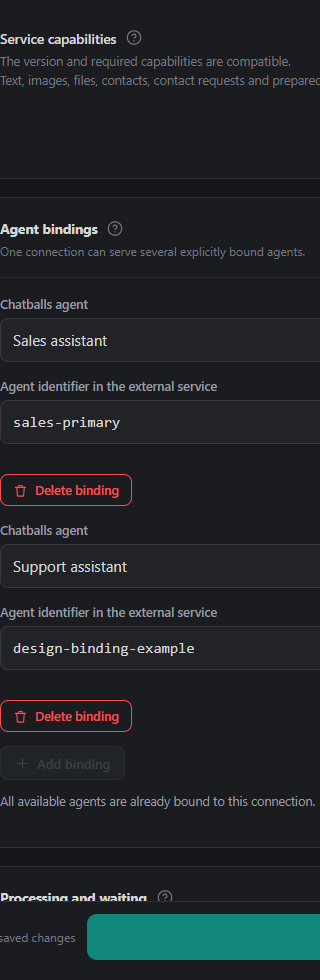 Service capabilities
The version and required capabilities are compatible.
Text, images, files, contacts, contact requests and prepared
Agent bindings
One connection can serve several explicitly bound agents.
Chatballs agent
Sales assistant
Agent identifier in the external service
sales-primary
Delete binding
Chatballs agent
Support assistant
Agent identifier in the external service
design-binding-example
Delete binding
+ Add binding
All available agents are already bound to this connection.
Processing and waiting
saved changes